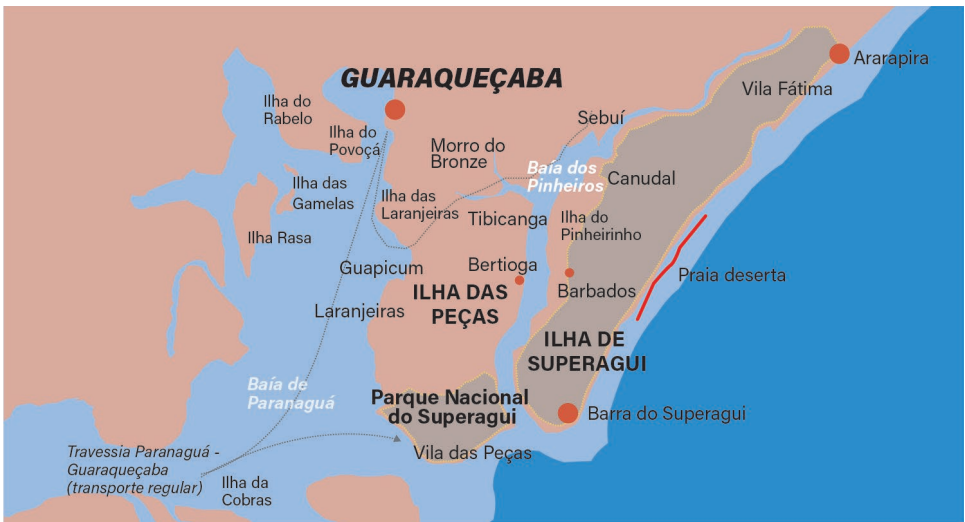 Ararapira
GUARAQUEÇABA
Vila Fátima
Ilha do
Rabelo
Ilha do
Povoçá
Sebuí
Morro do
Bronze
Baía dos
Pinheiros
Canudal
Ilha das
Gamelas
Ilha das
Laranjeiras
Tibicanga
Ilha do
Pinheirinho
Ilha Rasa
Guapicum
Bertioga
Praia deserta
Barbados
ILHA DAS
PEÇAS
Laranjeiras
ILHA DE
SUPERAGUI
Baía de
Paranaguá
Parque Nacional
do Superagui
Barra do Superagui
Vila das Peças
Travessia Paranaguá -
Guaraqueçaba
(transporte regular)
Ilha da
Cobras